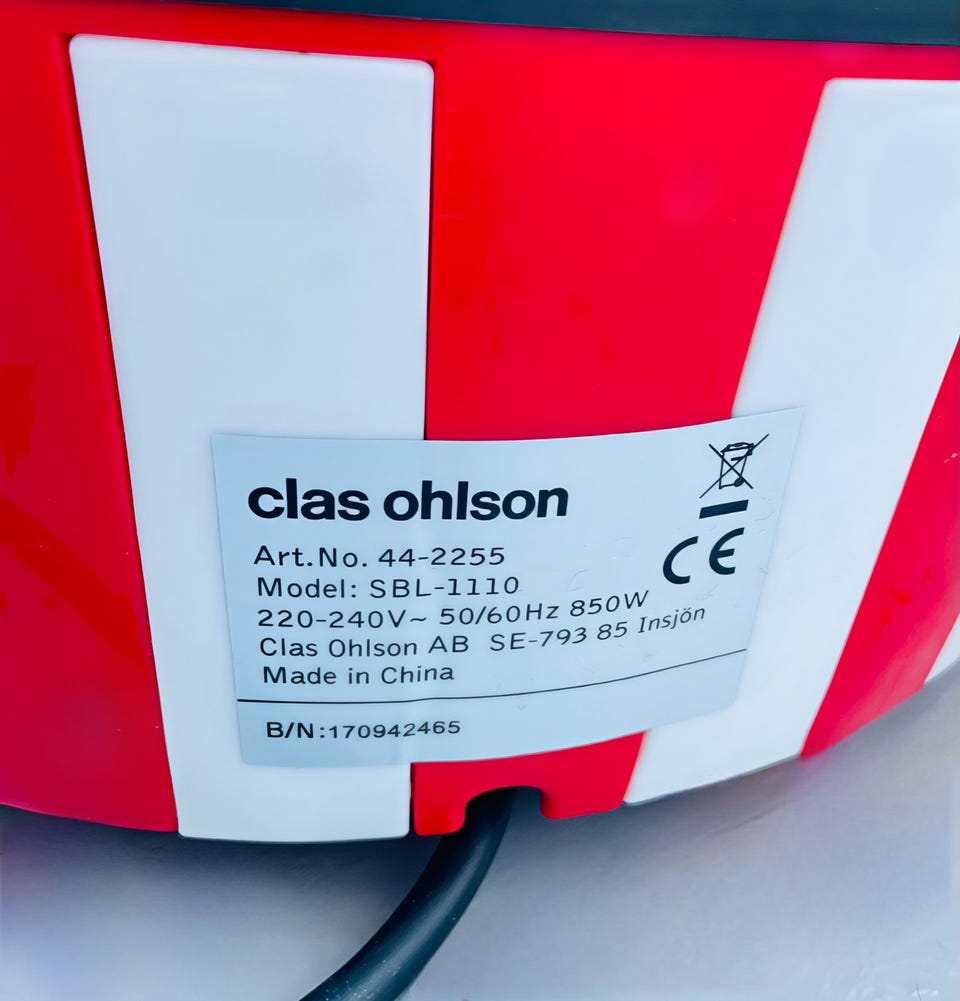 clas ohlson
Art.No. 44-2255
Model: SBL-1110
220-240V~ 50/60Hz 850W
Clas Ohlson AB SE-793 85 Insjön
Made in China
B/N:170942465
CE